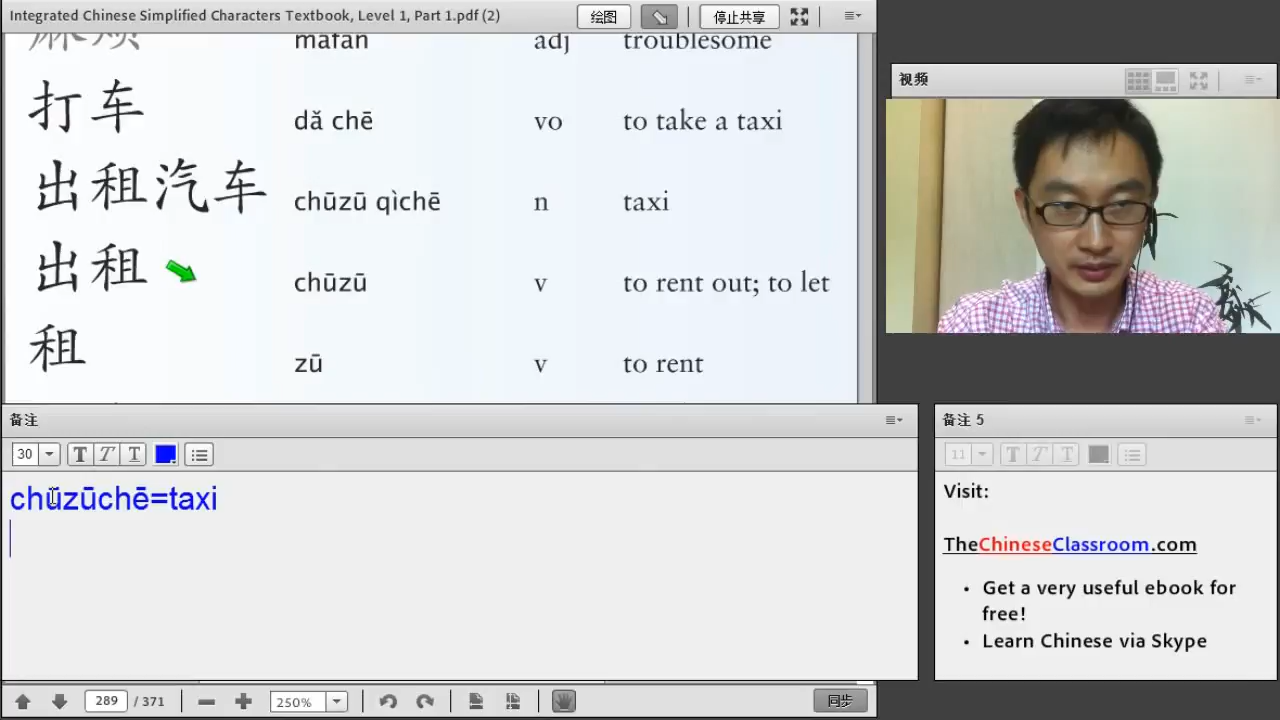 Integrated Chinese Simplified Characters Textbook, Level 1, Part 1.pdf (2)
绘图
停止共享
麻烦 máfan adj troublesome
打车 dǎ chē vo to take a taxi
出租汽车 chūzū qìchē n taxi
出租 chūzū v to rent out; to let
租 zū v to rent
视频
备注
30 T T T
chūzūchē=taxi
备注 5
11 T T T
Visit:
TheChineseClassroom.com
• Get a very useful ebook for
free!
• Learn Chinese via Skype
289 / 371
250%
同步